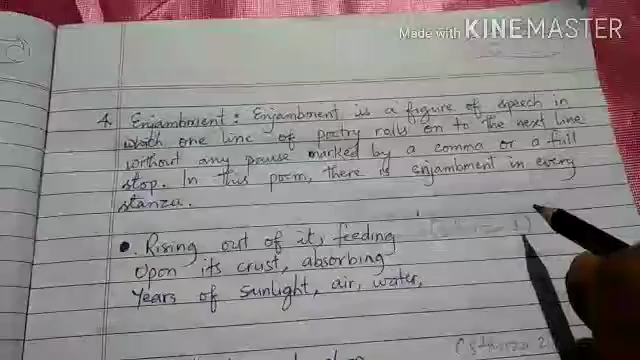 Made with KINEMASTER
4. Enjambment : Enjambment is a figure of speech in
which one line of poetry rolls on to the next line
without any pause marked by a comma or a full
stop. In this poem, there is enjambment in every
stanza.
• Rising out of it, feeding
Upon its crust, absorbing
Years of sunlight, air, water,
(stanza 2